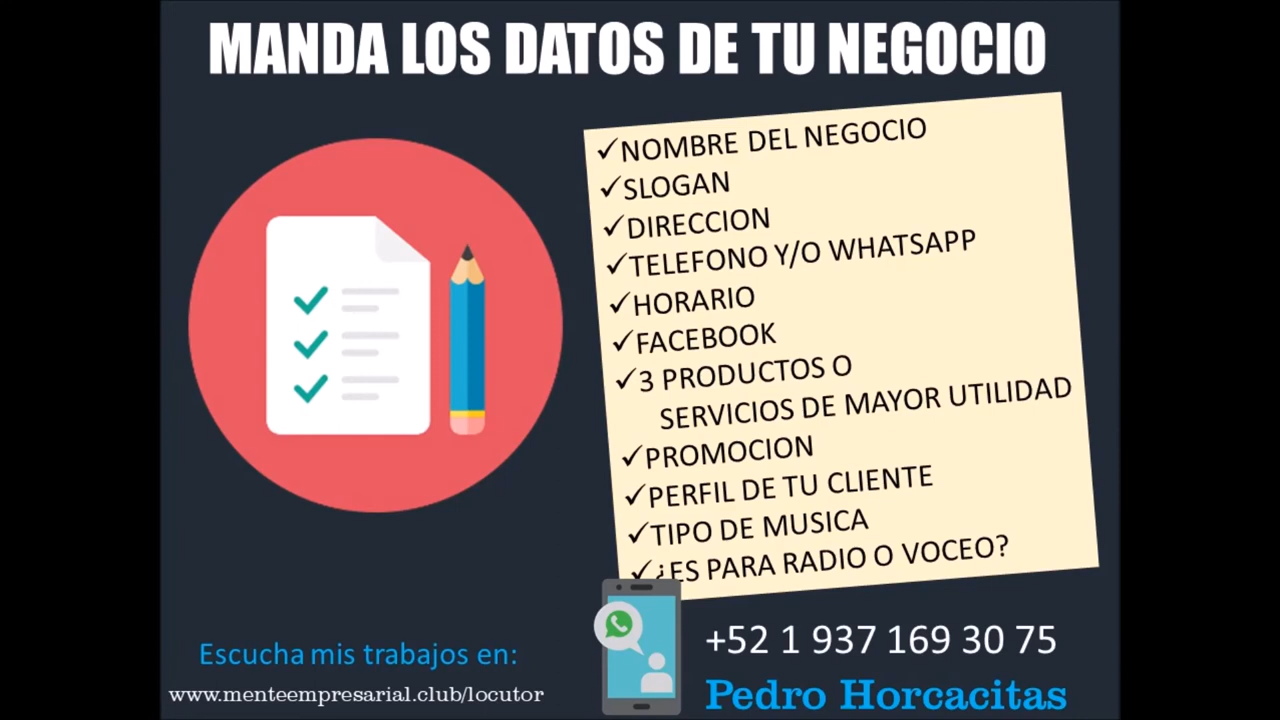 MANDA LOS DATOS DE TU NEGOCIO
✓NOMBRE DEL NEGOCIO
✓SLOGAN
✓DIRECCION
✓TELEFONO Y/O WHATSAPP
✓HORARIO
✓FACEBOOK
✓3 PRODUCTOS O
SERVICIOS DE MAYOR UTILIDAD
✓PROMOCION
✓PERFIL DE TU CLIENTE
✓TIPO DE MUSICA
✓¿ES PARA RADIO O VOCEO?
Escucha mis trabajos en:
www.menteempresarial.club/locutor
+52 1 937 169 30 75
Pedro Horcacitas